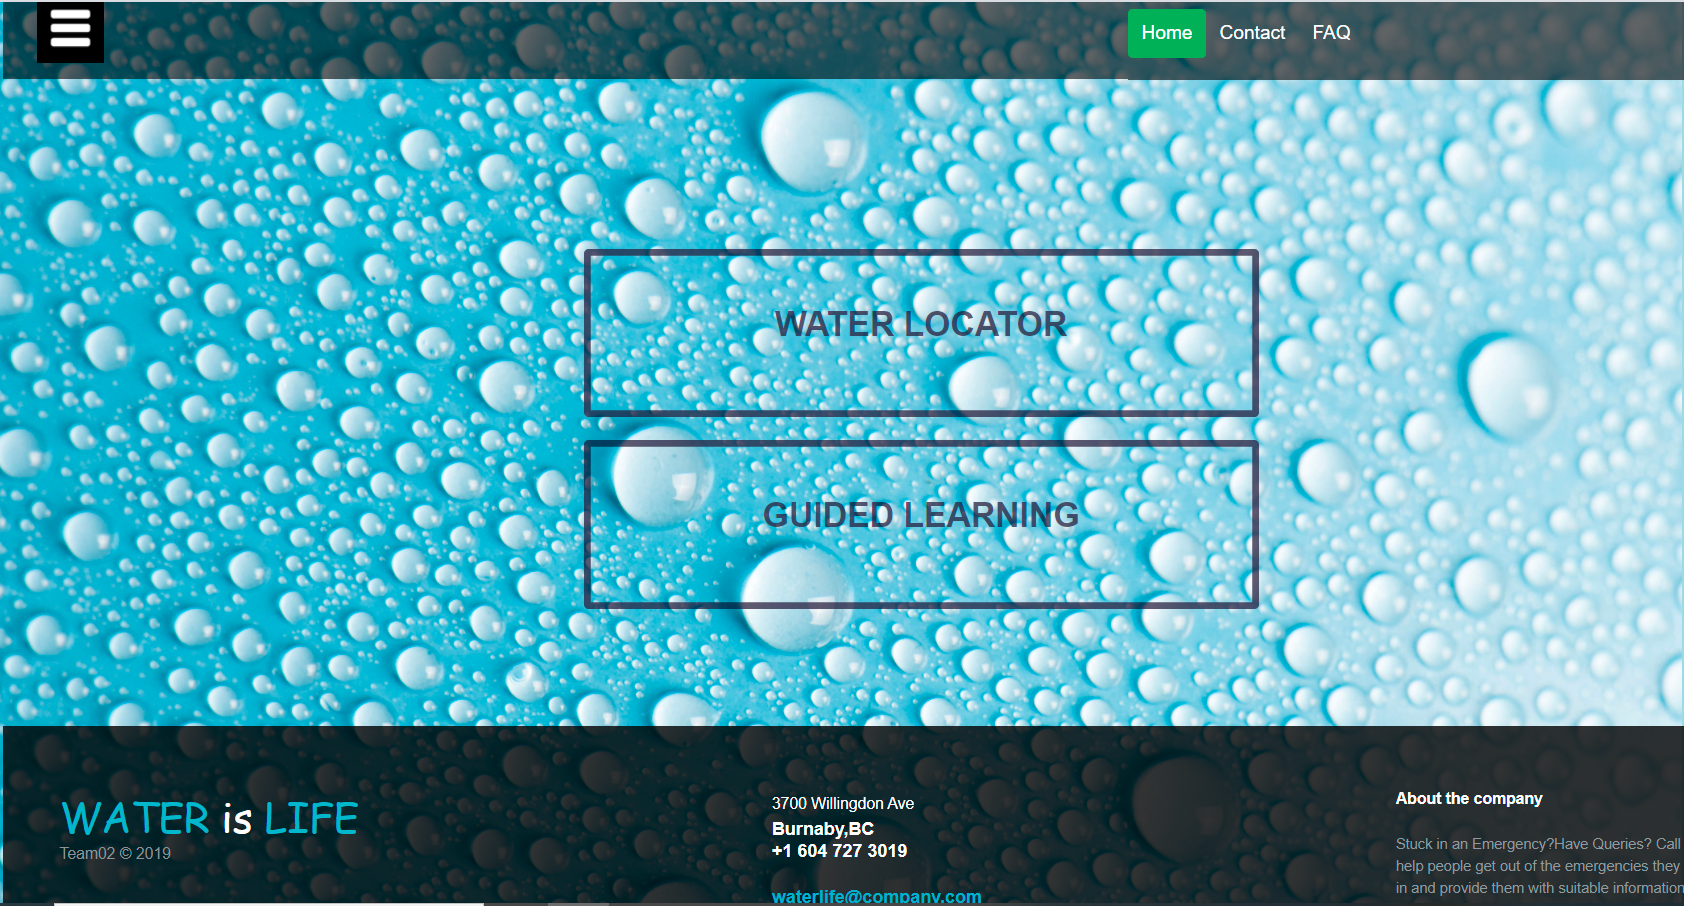 Home Contact FAQ
WATER LOCATOR
GUIDED LEARNING
WATER is LIFE
Team02 © 2019
3700 Willingdon Ave
Burnaby,BC
+1 604 727 3019
waterlife@company.com
About the company
Stuck in an Emergency?Have Queries? Call
help people get out of the emergencies they
in and provide them with suitable information